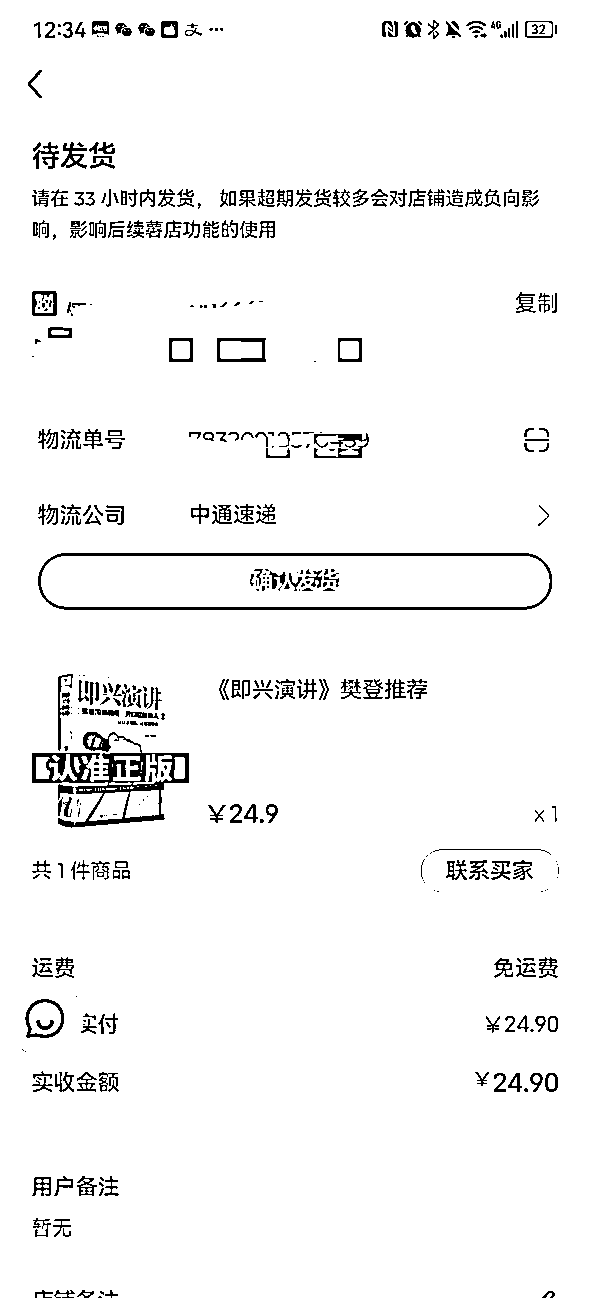 12:34
32
待发货
请在 33 小时内发货， 如果超期发货较多会对店铺造成负向影
响，影响后续蓉店功能的使用
复制
物流单号
物流公司 中通速递
确认发货
即兴演讲
《即兴演讲》樊登推荐
认准正版
￥24.9 x1
共1件商品 联系买家
运费 免运费
实付 ￥24.90
实收金额 ￥24.90
用户备注
暂无
店铺备注